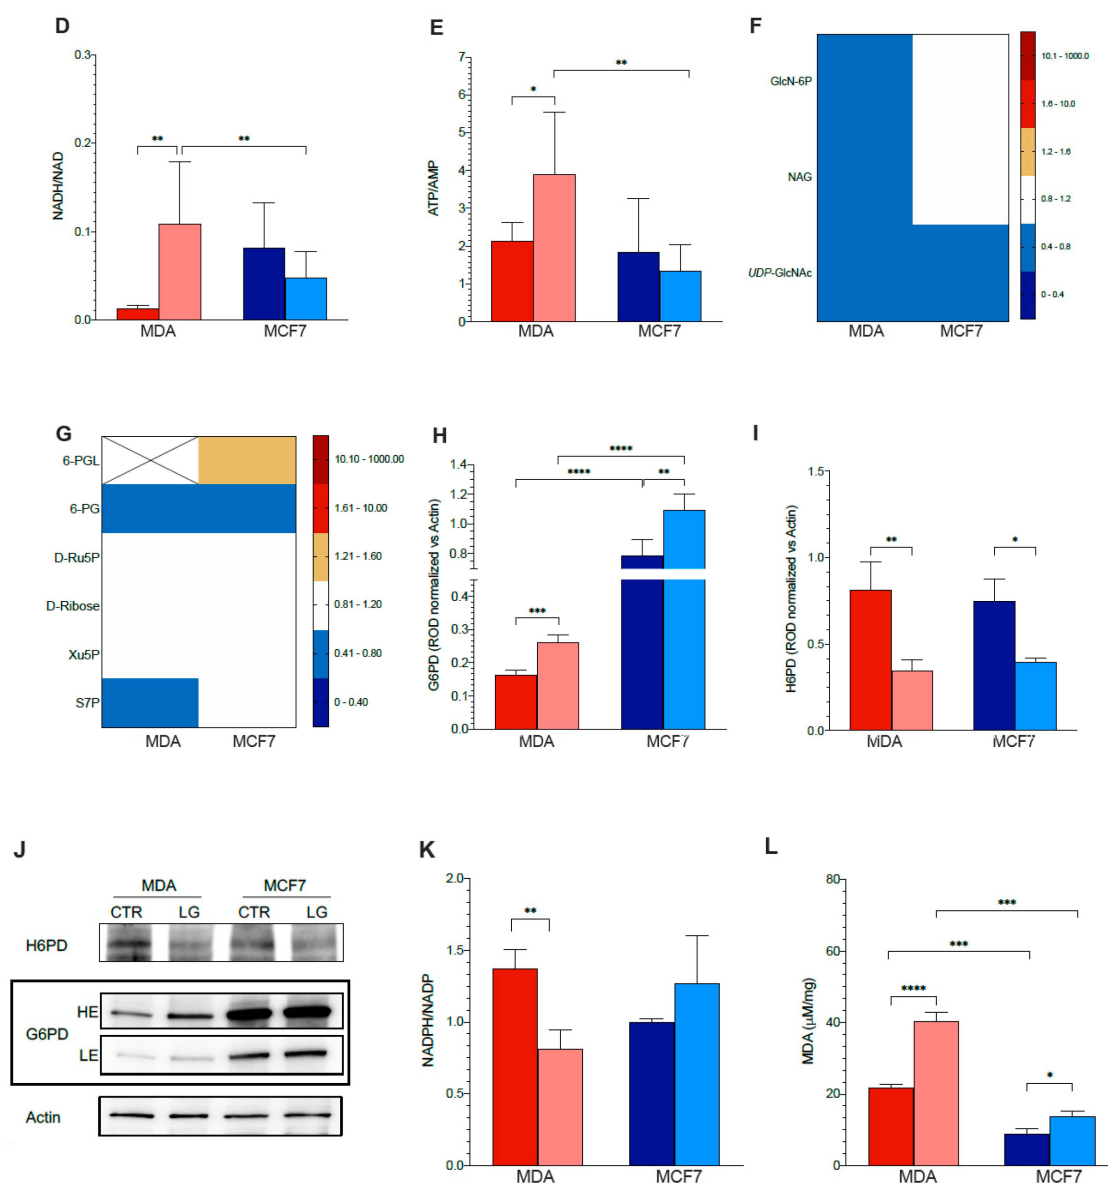 D
NADH/NAD
0.3
0.2
0.1
0.0
**
**
MDA
MCF7
E
ATP/AMP
7
6
5
4
3
2
1
0
*
**
MDA
MCF7
F
GlcN-6P
NAG
UDP-GlcNAc
MDA
MCF7
10.1 - 1000.0
1.6 - 10.0
1.2 - 1.6
0.8 - 1.2
0.4 - 0.8
0 - 0.4
G
6-PGL
6-PG
D-Ru5P
D-Ribose
Xu5P
S7P
MDA
MCF7
10.10 - 1000.00
1.61 - 10.00
1.21 - 1.60
0.81 - 1.20
0.41 - 0.80
0 - 0.40
H
G6PD (ROD normalized vs Actin)
1.4
1.2
1.0
0.8
0.4
0.3
0.2
0.1
0.0
****
****
**
***
MDA
MCF7
I
H6PD (ROD normalized vs Actin)
1.5
1.0
0.5
0.0
**
*
MDA
MCF7
J
MDA
MCF7
CTR
LG
CTR
LG
H6PD
HE
G6PD
LE
Actin
K
NADPH/NADP
2.0
1.5
1.0
0.5
0.0
**
MDA
MCF7
L
MDA (μM/mg)
80
60
40
20
0
***
***
****
*
MDA
MCF7